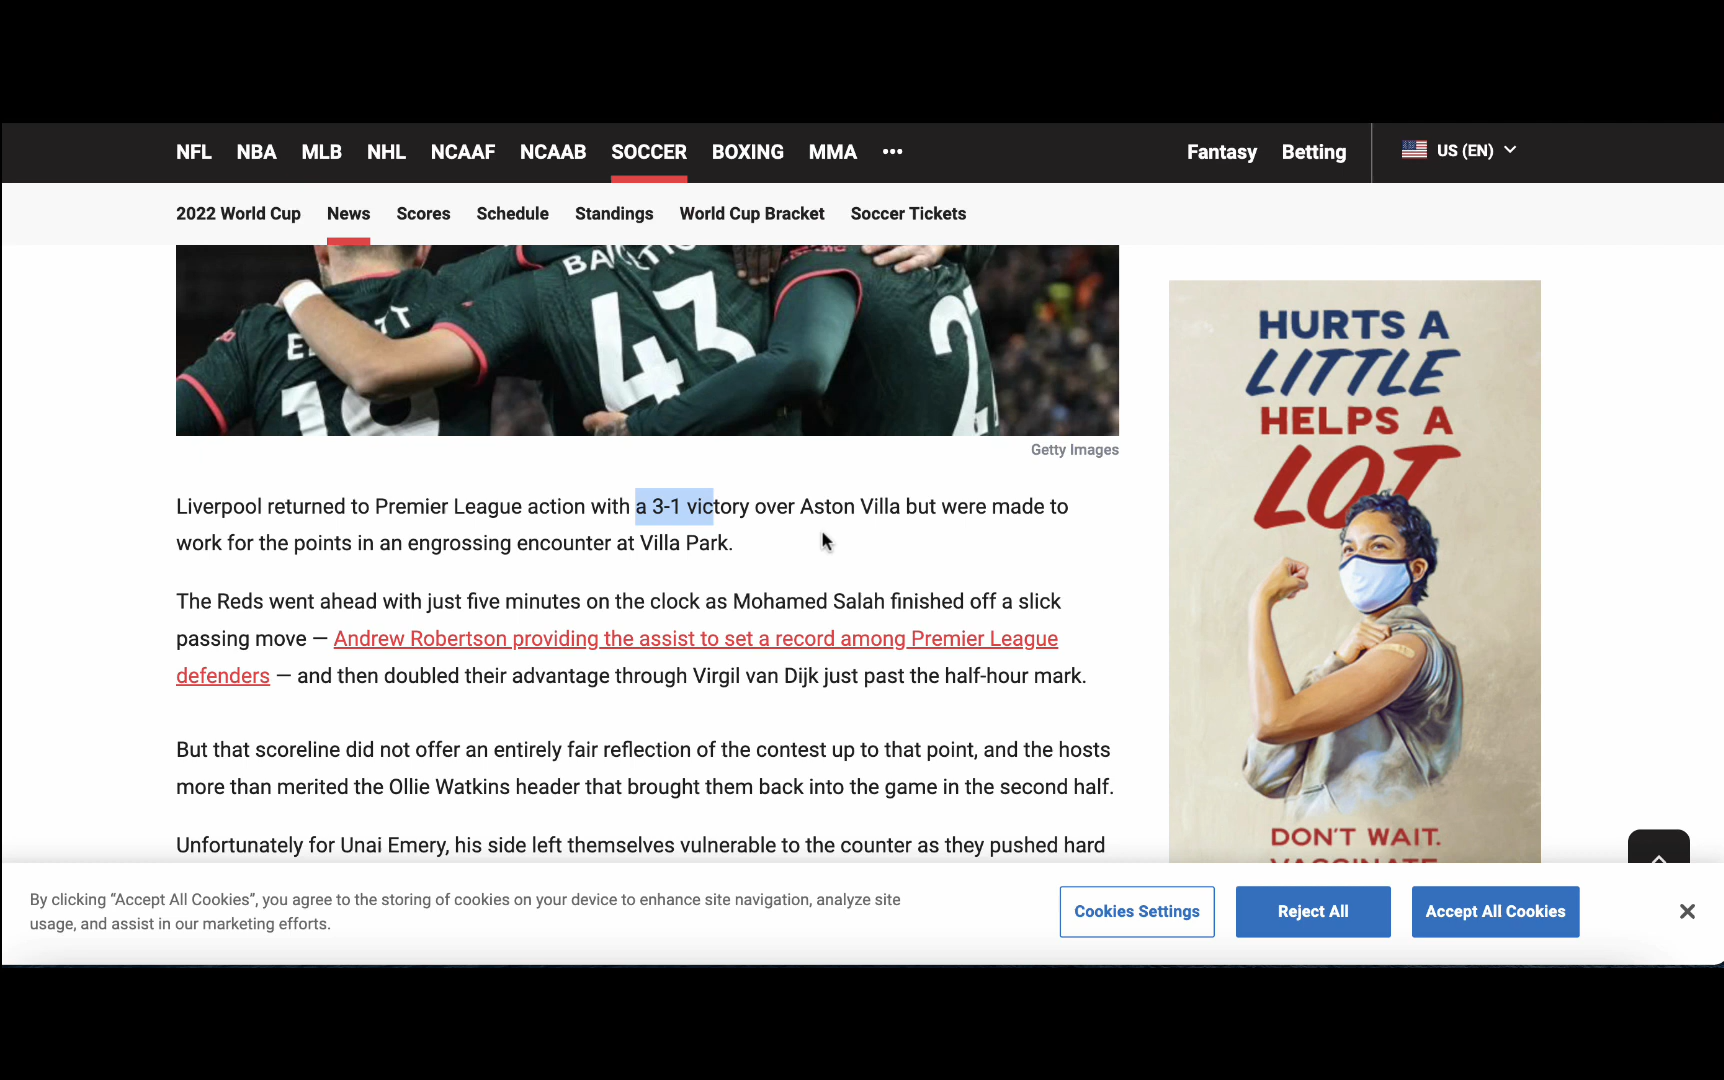 NFL NBA MLB NHL NCAAF NCAAB SOCCER BOXING MMA ••• Fantasy Betting US (EN)
2022 World Cup News Scores Schedule Standings World Cup Bracket Soccer Tickets
43
Getty Images
Liverpool returned to Premier League action with a 3-1 victory over Aston Villa but were made to
work for the points in an engrossing encounter at Villa Park.
The Reds went ahead with just five minutes on the clock as Mohamed Salah finished off a slick
passing move — Andrew Robertson providing the assist to set a record among Premier League
defenders — and then doubled their advantage through Virgil van Dijk just past the half-hour mark.
But that scoreline did not offer an entirely fair reflection of the contest up to that point, and the hosts
more than merited the Ollie Watkins header that brought them back into the game in the second half.
Unfortunately for Unai Emery, his side left themselves vulnerable to the counter as they pushed hard
HURTS A
LITTLE
HELPS A
LOT
DON'T WAIT.
VACCINATE
By clicking “Accept All Cookies”, you agree to the storing of cookies on your device to enhance site navigation, analyze site
usage, and assist in our marketing efforts.
Cookies Settings Reject All Accept All Cookies